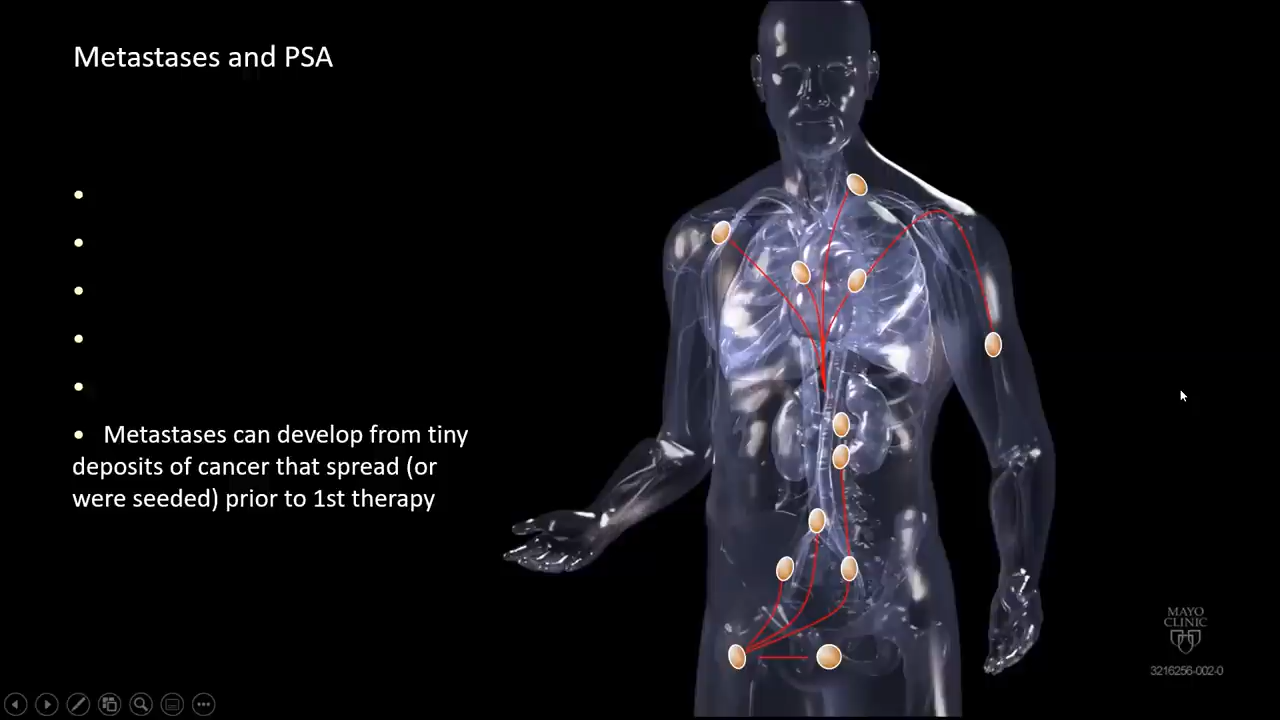 Metastases and PSA
•
•
•
•
•
• Metastases can develop from tiny
deposits of cancer that spread (or
were seeded) prior to 1st therapy
MAYO
CLINIC
3216256-002-0